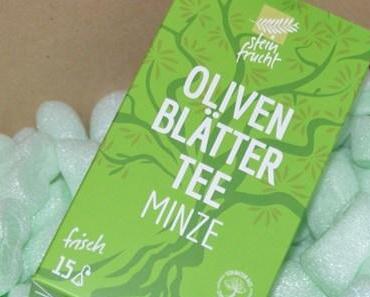 stein
frucht
OLIVEN
BLÄTTER
TEE
MINZE
frisch
15